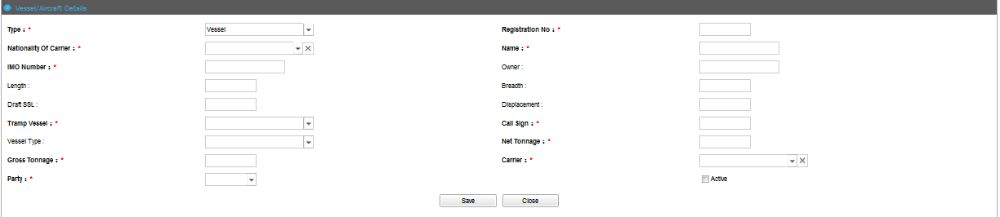 Vessel/Aircraft Details
Type : * Vessel Registration No : *
Nationality Of Carrier : * Name : *
IMO Number : * Owner :
Length : Breadth :
Draft SSL : Displacement :
Tramp Vessel : * Call Sign : *
Vessel Type : Net Tonnage : *
Gross Tonnage : * Carrier : *
Party : * Active
Save Close